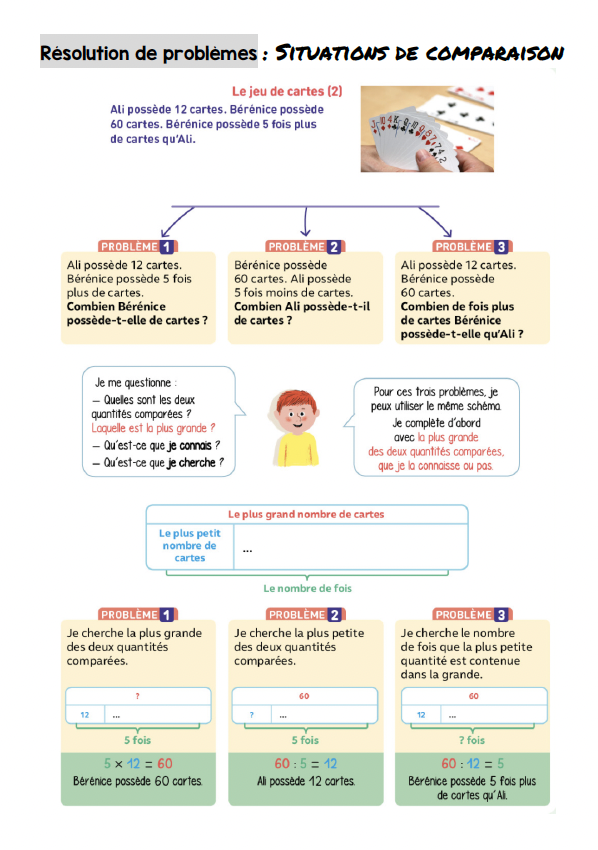 Résolution de problèmes : SITUATIONS DE COMPARAISON
Le jeu de cartes (2)
Ali possède 12 cartes. Bérénice possède
60 cartes. Bérénice possède 5 fois plus
de cartes qu'Ali.
PROBLÈME 1
Ali possède 12 cartes.
Bérénice possède 5 fois
plus de cartes.
Combien Bérénice
possède-t-elle de cartes ?
PROBLÈME 2
Bérénice possède
60 cartes. Ali possède
5 fois moins de cartes.
Combien Ali possède-t-il
de cartes ?
PROBLÈME 3
Ali possède 12 cartes.
Bérénice possède
60 cartes.
Combien de fois plus
de cartes Bérénice
possède-t-elle qu'Ali ?
Je me questionne :
– Quelles sont les deux
quantités comparées ?
Laquelle est la plus grande ?
– Qu'est-ce que je connais ?
– Qu'est-ce que je cherche ?
Pour ces trois problèmes, je
peux utiliser le même schéma.
Je complète d'abord
avec la plus grande
des deux quantités comparées,
que je la connaisse ou pas.
Le plus grand nombre de cartes
Le plus petit
nombre de
cartes
...
Le nombre de fois
PROBLÈME 1
Je cherche la plus grande
des deux quantités
comparées.
?
12 ...
5 fois
5 × 12 = 60
Bérénice possède 60 cartes.
PROBLÈME 2
Je cherche la plus petite
des deux quantités
comparées.
60
? ...
5 fois
60 : 5 = 12
Ali possède 12 cartes.
PROBLÈME 3
Je cherche le nombre
de fois que la plus petite
quantité est contenue
dans la grande.
60
12 ...
? fois
60 : 12 = 5
Bérénice possède 5 fois plus
de cartes qu'Ali.